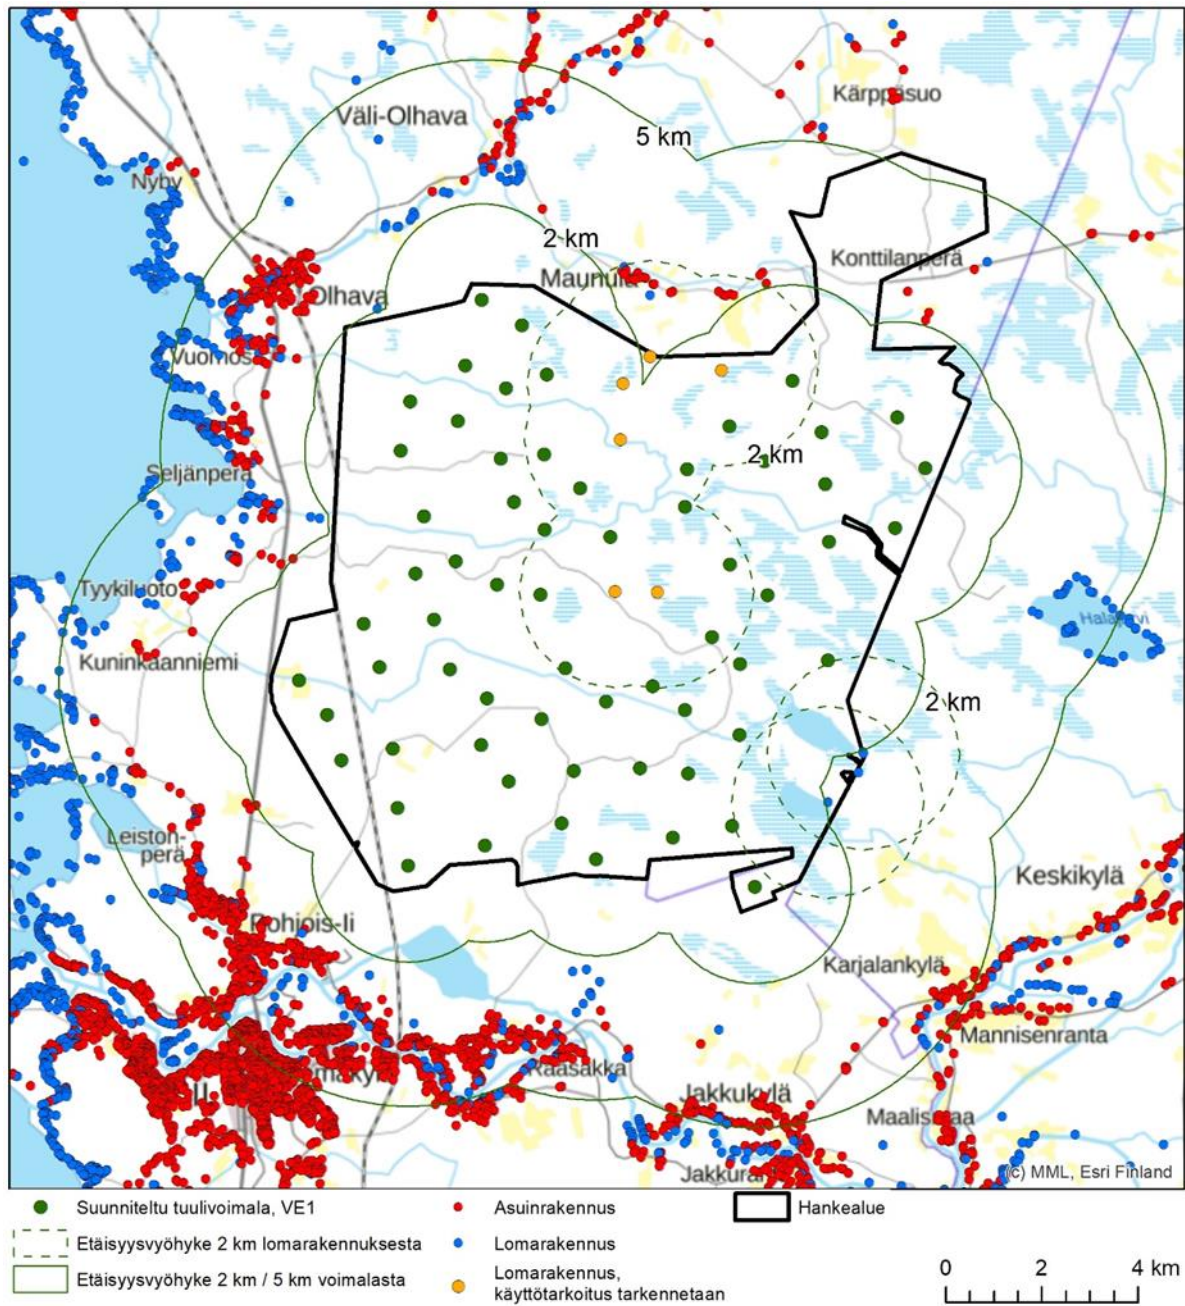 Kärppäsuo
Väli-Olhava
5 km
Nyby
2 km
Konttilanperä
Maunula
Olhava
2 km
Seljänperä
Tyykiluoto
Kuninkaanniemi
2 km
Leiston-
perä
Keskikylä
Pohjois-Ii
Karjalankylä
Mannisenranta
Raasakka
Jakkukylä
II
(c) MML, Esri Finland
Suunniteltu tuulivoimala, VE1
Etäisyysvyöhyke 2 km lomarakennuksesta
Etäisyysvyöhyke 2 km / 5 km voimalasta
Asuinrakennus
Lomarakennus
Lomarakennus,
käyttötarkoitus tarkennetaan
Hankealue
0 2 4 km